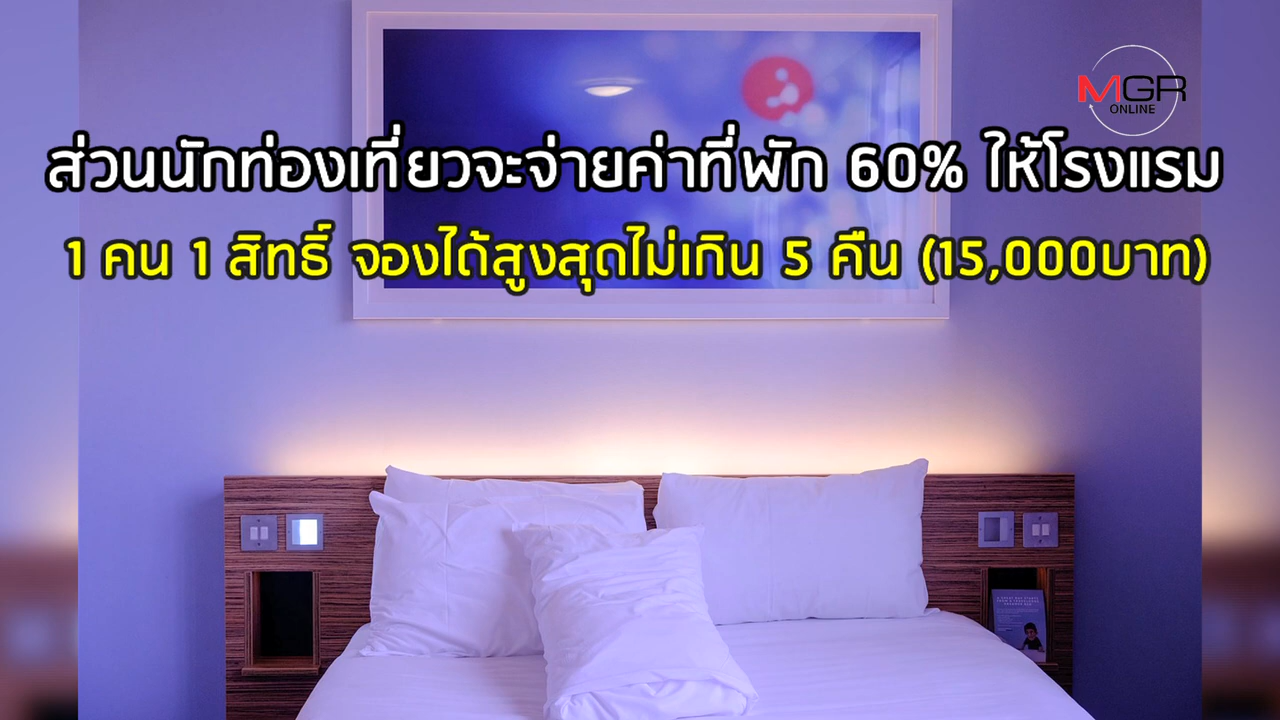 MGR
ONLINE
ส่วนนักท่องเที่ยวจะจ่ายค่าที่พัก 60% ให้โรงแรม
1 คน 1 สิทธิ์ จองได้สูงสุดไม่เกิน 5 คืน (15,000บาท)